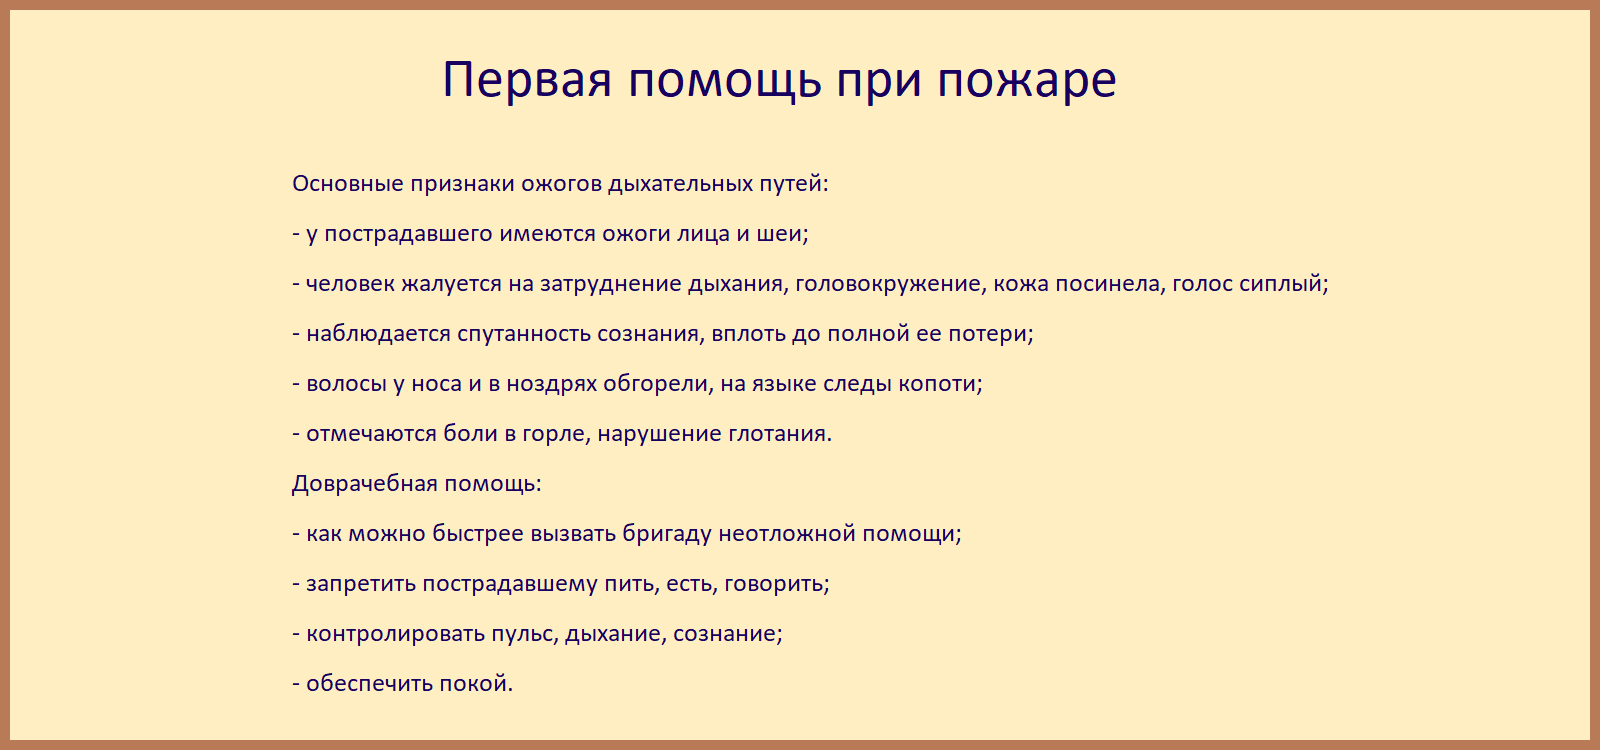 Первая помощь при пожаре
Основные признаки ожогов дыхательных путей:
- у пострадавшего имеются ожоги лица и шеи;
- человек жалуется на затруднение дыхания, головокружение, кожа посинела, голос сиплый;
- наблюдается спутанность сознания, вплоть до полной ее потери;
- волосы у носа и в ноздрях обгорели, на языке следы копоти;
- отмечаются боли в горле, нарушение глотания.
Доврачебная помощь:
- как можно быстрее вызвать бригаду неотложной помощи;
- запретить пострадавшему пить, есть, говорить;
- контролировать пульс, дыхание, сознание;
- обеспечить покой.